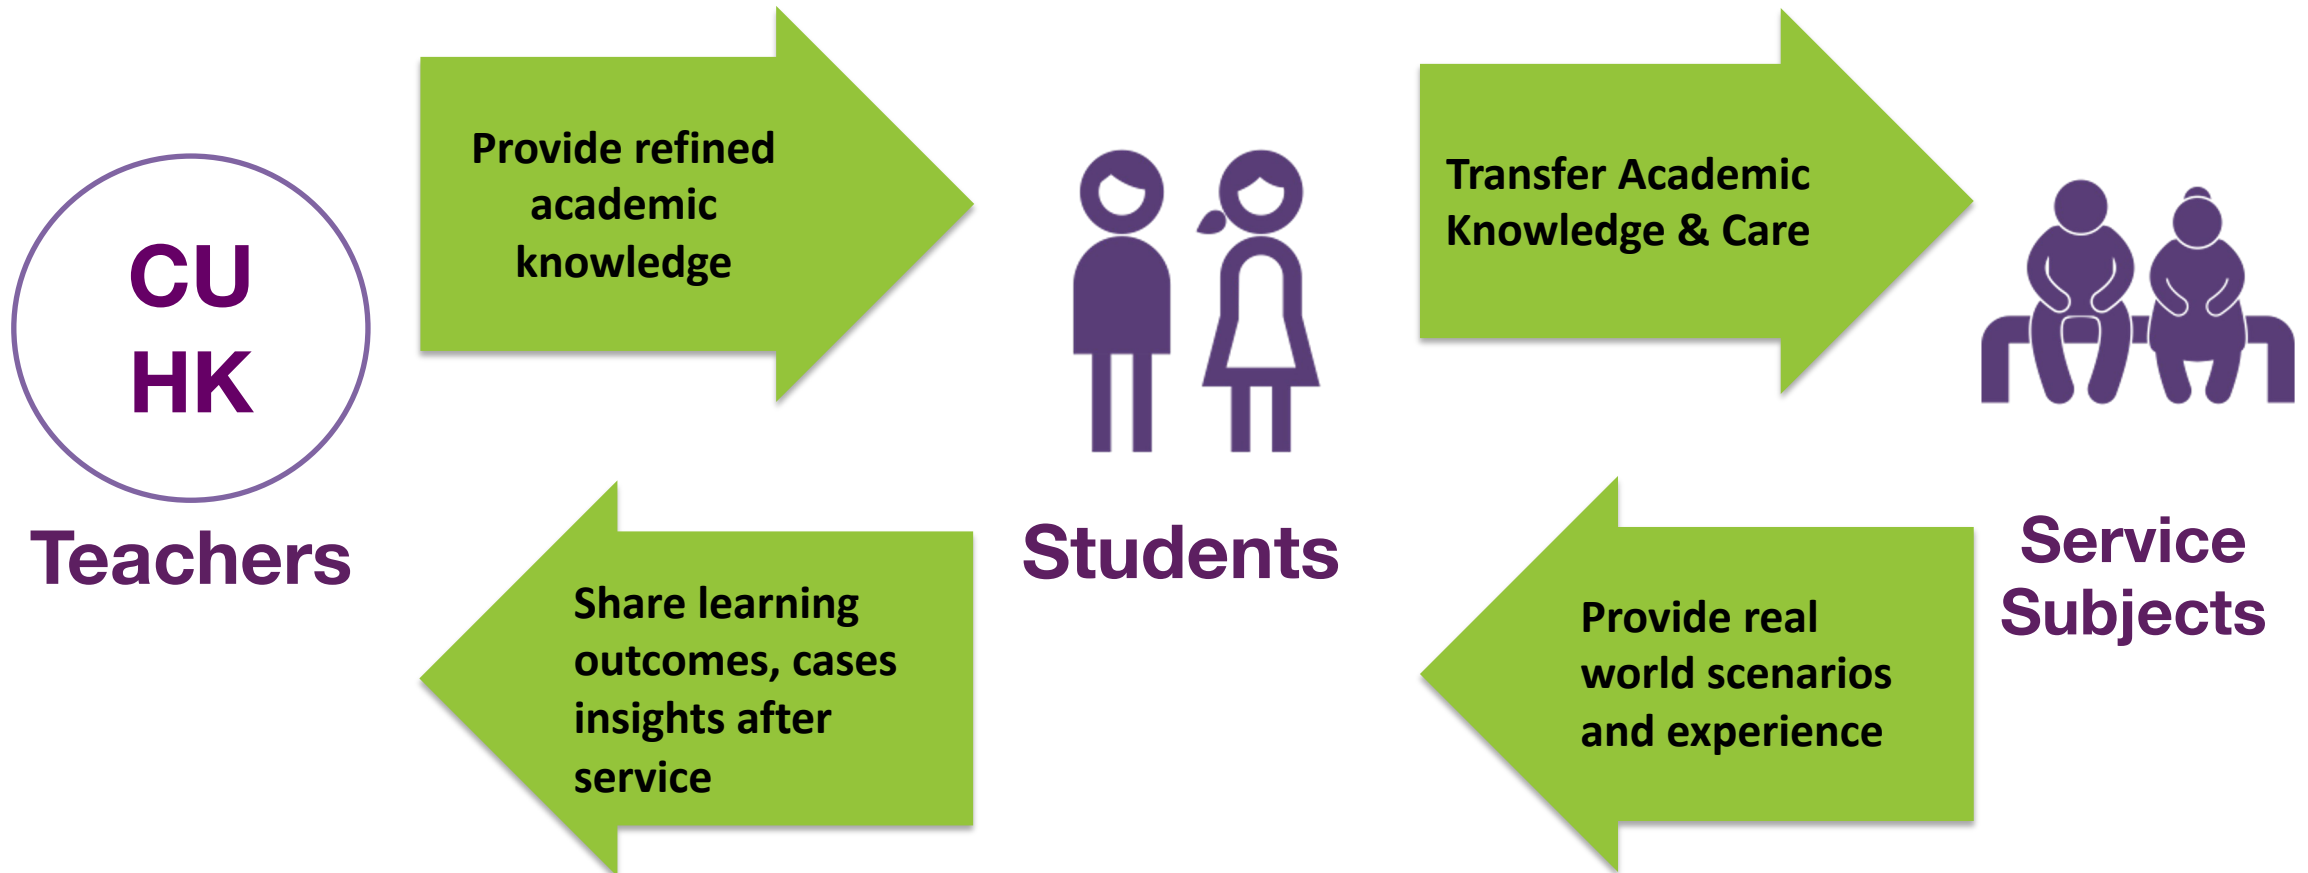 CU
HK
Teachers
Provide refined
academic
knowledge
Share learning
outcomes, cases
insights after
service
Students
Transfer Academic
Knowledge & Care
Provide real
world scenarios
and experience
Service
Subjects